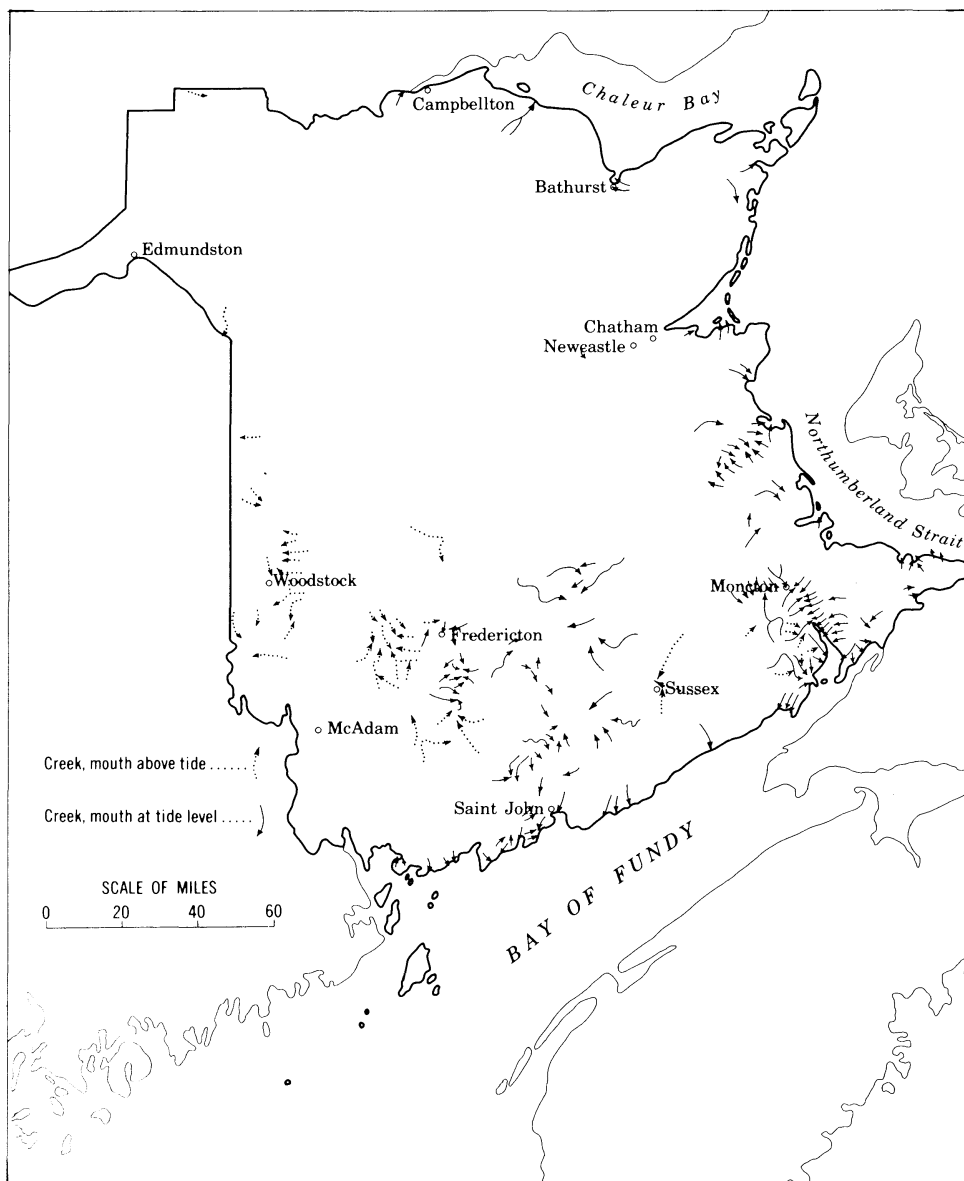 Campbellton
Chaleur Bay
Bathurst
Edmundston
Chatham
Newcastle
Northumberland Strait
Woodstock
Moncton
Fredericton
Sussex
McAdam
Creek, mouth above tide ......
Saint John
Creek, mouth at tide level .....
BAY OF FUNDY
SCALE OF MILES
0 20 40 60